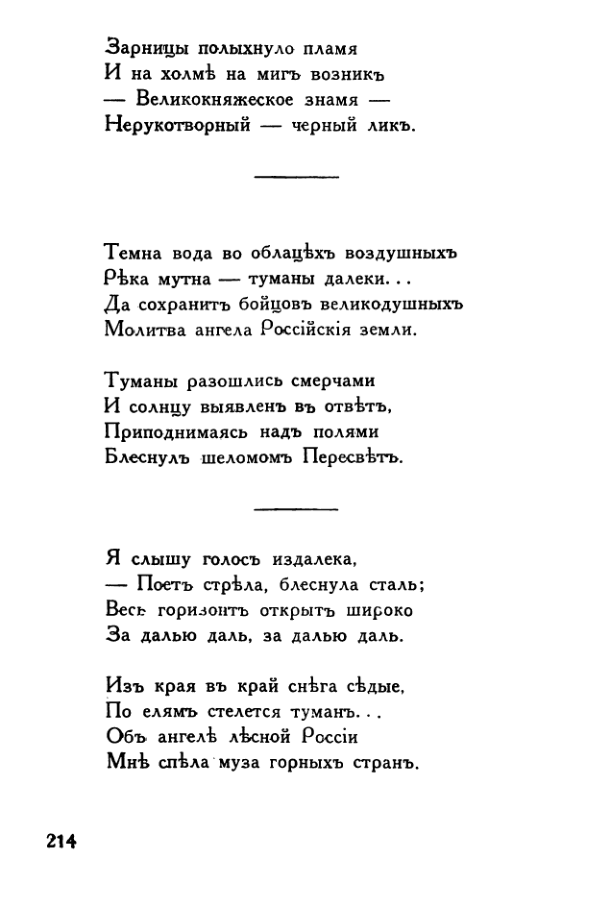 Зарницы полыхнуло пламя
И на холмѣ на мигъ возникъ
— Великокняжеское знамя —
Нерукотворный — черный ликъ.
Темна вода во облацѣхъ воздушныхъ
Рѣка мутна — туманы далеки...
Да сохранитъ бойцовъ великодушныхъ
Молитва ангела Россійскія земли.
Туманы разошлись смерчами
И солнцу выявленъ въ отвѣтъ,
Приподнимаясь надъ полями
Блеснулъ шеломомъ Пересвѣтъ.
Я слышу голосъ издалека,
— Поетъ стрѣла, блеснула сталь;
Весь горизонтъ открытъ широко
За далью даль, за далью даль.
Изъ края въ край снѣга сѣдые,
По елямъ стелется туманъ...
Объ ангелѣ лѣсной Россіи
Мнѣ спѣла муза горныхъ странъ.
214